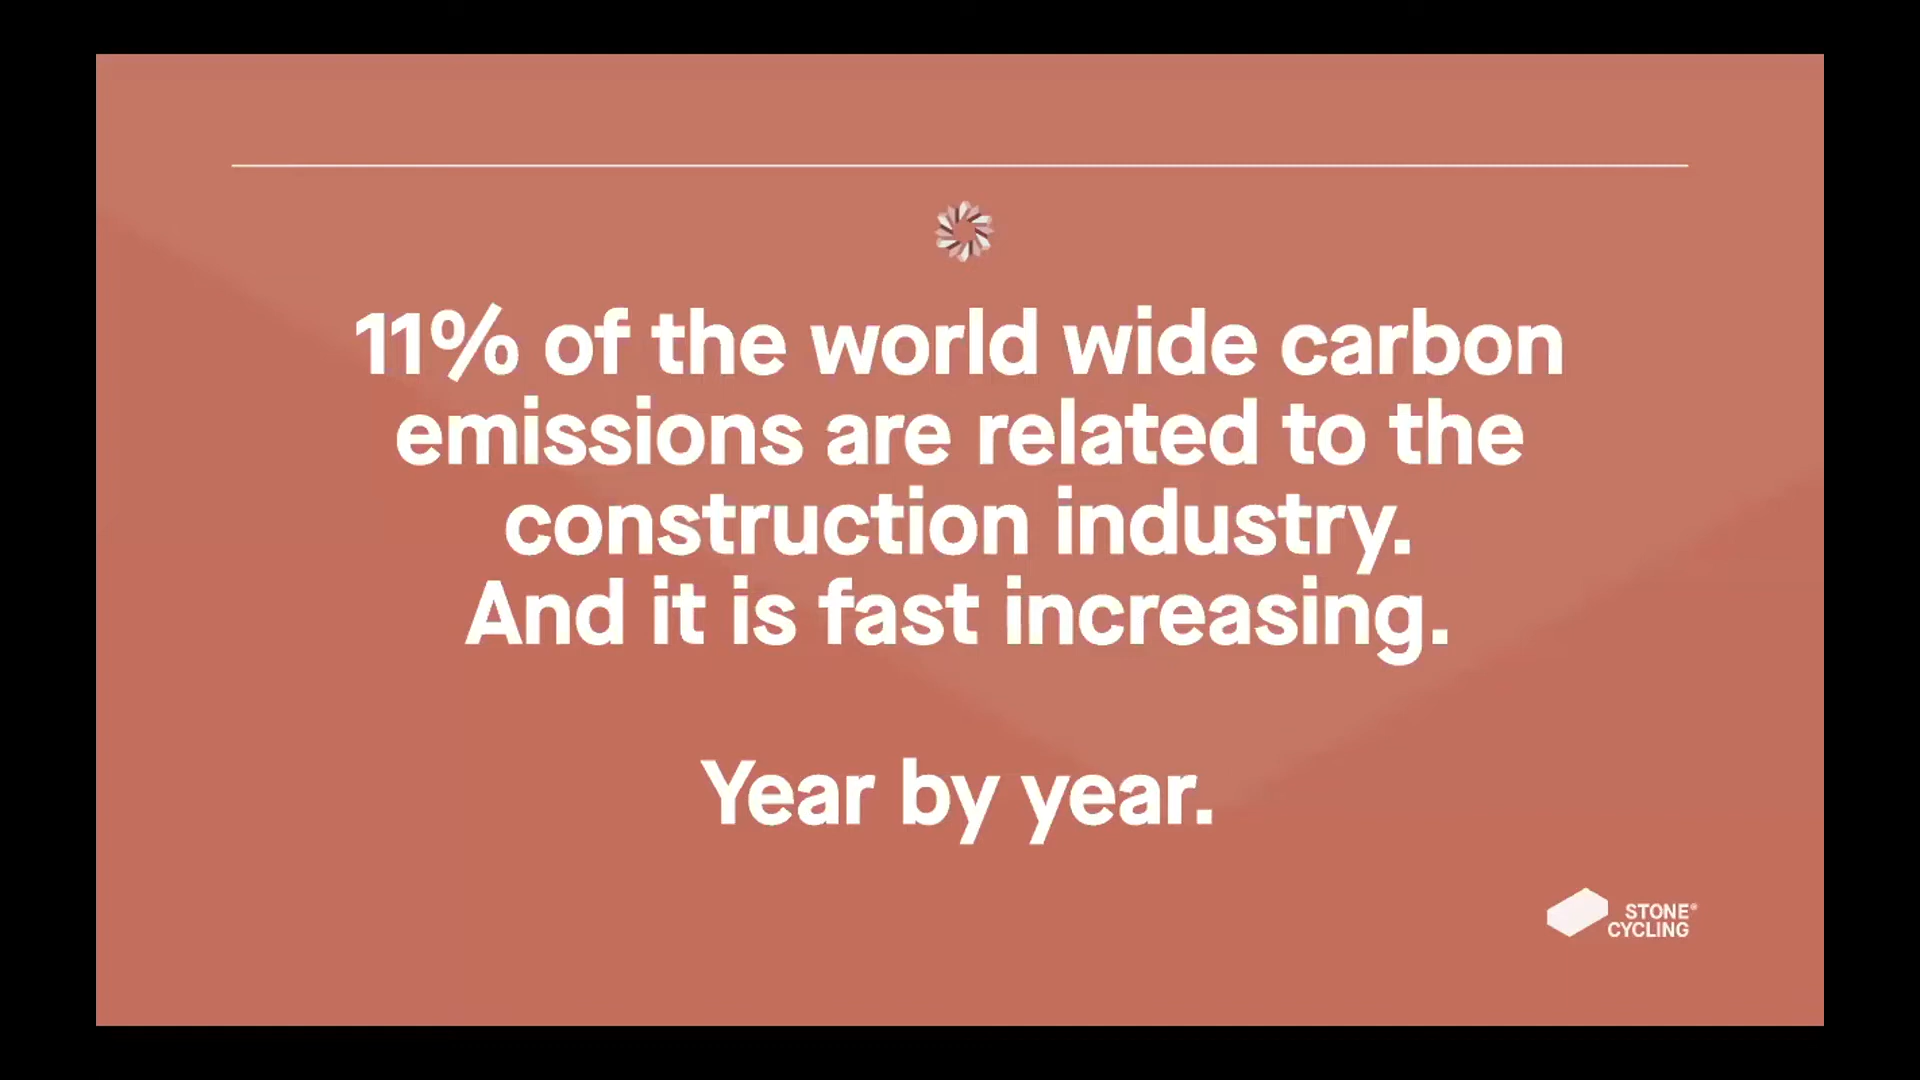 11% of the world wide carbon
emissions are related to the
construction industry.
And it is fast increasing.
Year by year.
STONE®
CYCLING